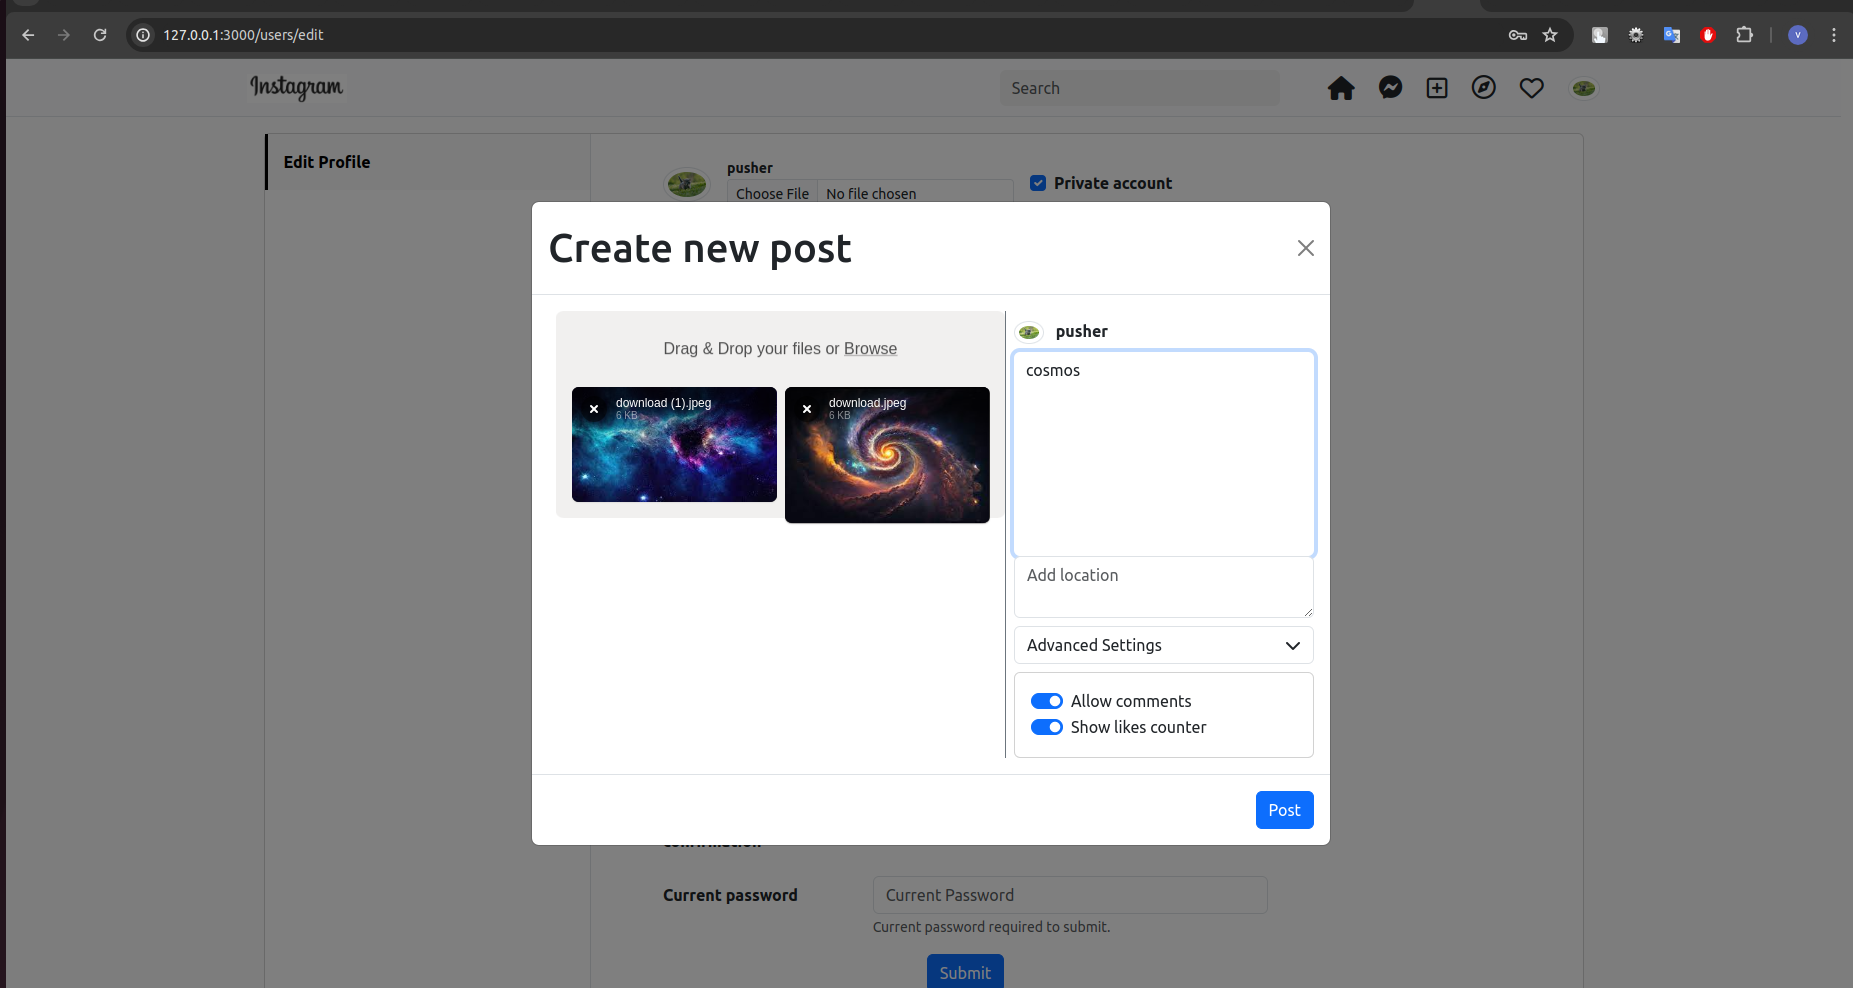 127.0.0.1:3000/users/edit
V
Instagram
Search
Edit Profile
pusher
Choose File No file chosen
Private account
Create new post
Drag & Drop your files or Browse
download (1).jpeg
6 KB
download.jpeg
6 KB
pusher
cosmos
Add location
Advanced Settings
Allow comments
Show likes counter
Post
Current password
Current Password
Current password required to submit.
Submit